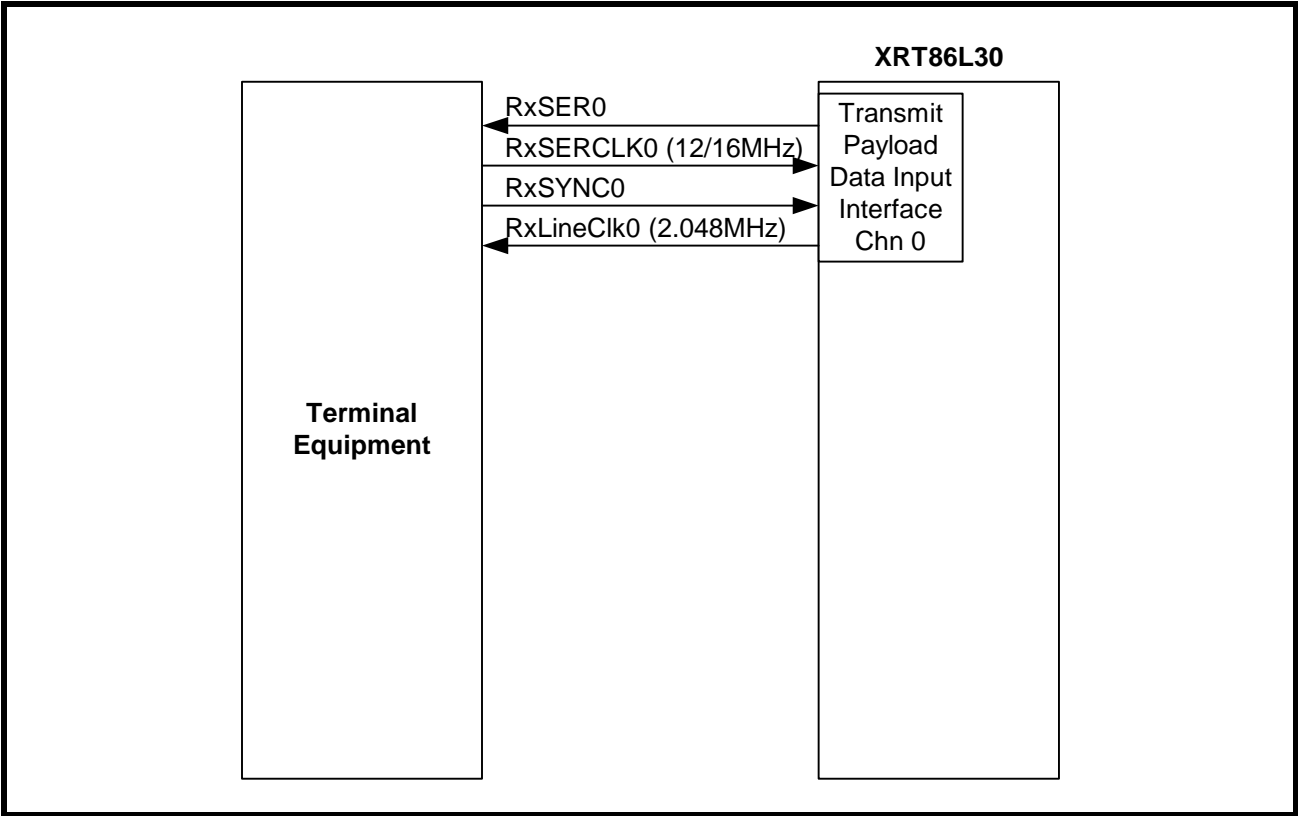 XRT86L30
RxSER0
RxSERCLK0 (12/16MHz)
RxSYNC0
RxLineClk0 (2.048MHz)
Transmit
Payload
Data Input
Interface
Chn 0
Terminal
Equipment